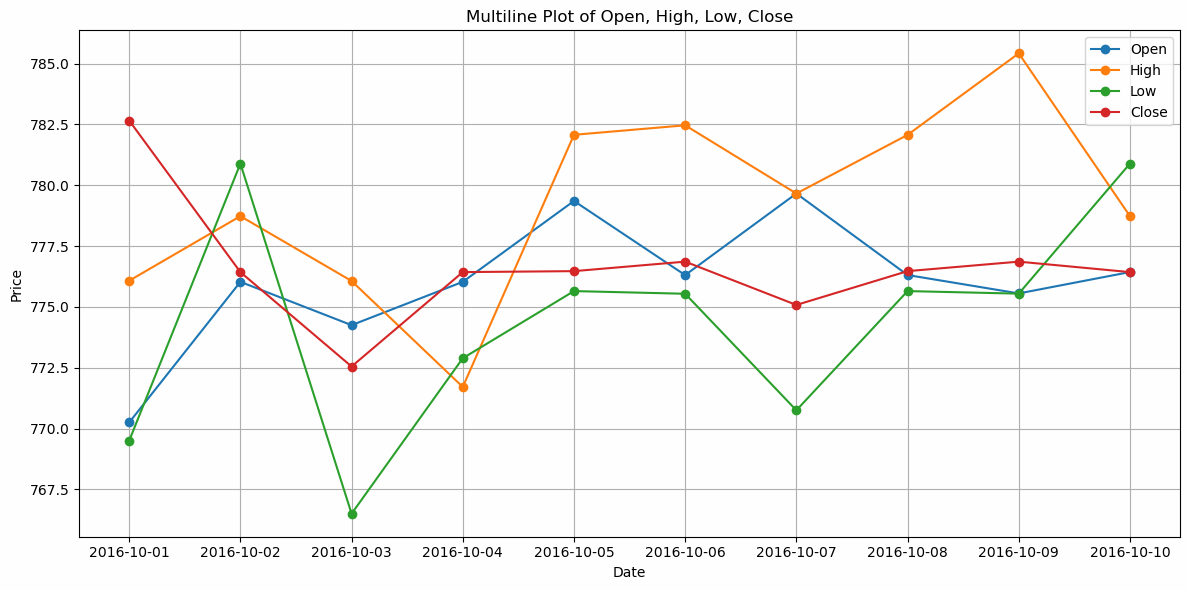 Multiline Plot of Open, High, Low, Close
Open
High
Low
Close
Price
785.0
782.5
780.0
777.5
775.0
772.5
770.0
767.5
2016-10-01 2016-10-02 2016-10-03 2016-10-04 2016-10-05 2016-10-06 2016-10-07 2016-10-08 2016-10-09 2016-10-10
Date